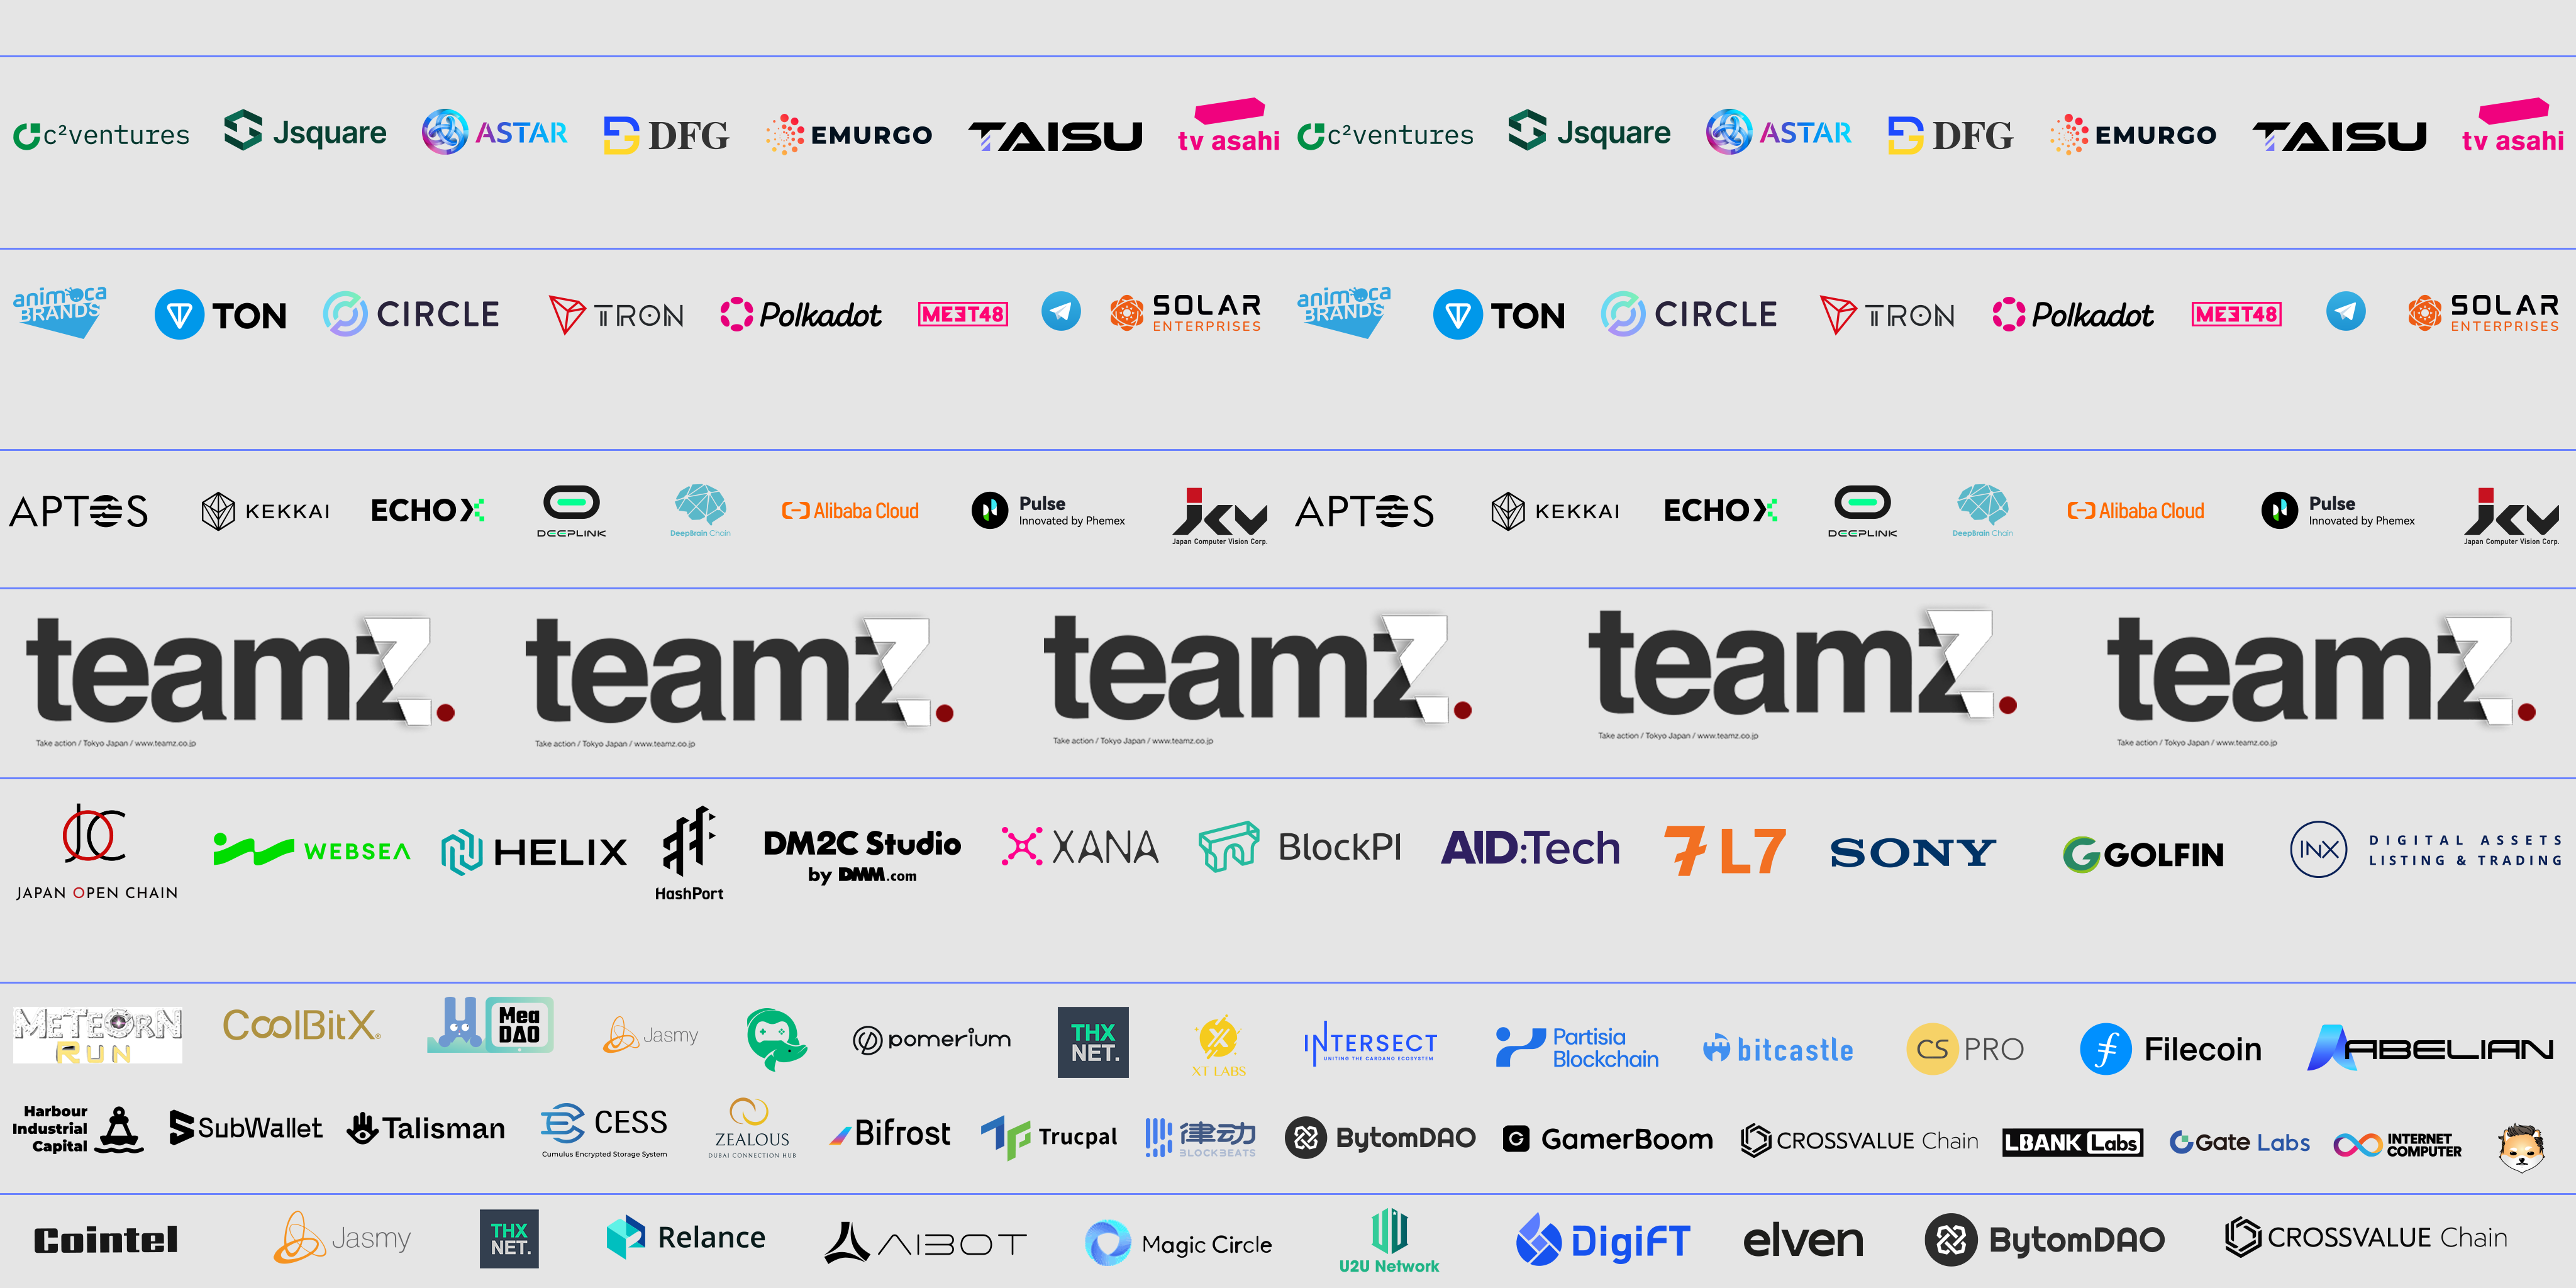 c²ventures Jsquare ASTAR DFG EMURGO TAISU tv asahi c²ventures Jsquare ASTAR DFG EMURGO TAISU tv asahi
animoca BRANDS TON CIRCLE TRON Polkadot MEET48 SOLAR ENTERPRISES animoca BRANDS TON CIRCLE TRON Polkadot MEET48 SOLAR ENTERPRISES
APTOS KEKKAI ECHOX DEEPLINK DeepBrain Chain Alibaba Cloud Pulse Innovated by Phemex jcv Japan Computer Vision Corp. APTOS KEKKAI ECHOX DEEPLINK DeepBrain Chain Alibaba Cloud Pulse Innovated by Phemex jcv Japan Computer Vision Corp.
teamz. teamz. teamz. teamz. teamz.
Take action / Tokyo Japan / www.teamz.co.jp Take action / Tokyo Japan / www.teamz.co.jp Take action / Tokyo Japan / www.teamz.co.jp Take action / Tokyo Japan / www.teamz.co.jp Take action / Tokyo Japan / www.teamz.co.jp
JOC JAPAN OPEN CHAIN WEBSEA HELIX HashPort DM2C Studio by DMM.com XANA BlockPI AID:Tech 7 L7 SONY GOLFIN INX DIGITAL ASSETS LISTING & TRADING
METEORN RUN CoolBitX® Mea DAO Jasmy pomerium THX NET. XT LABS INTERSECT UNITING THE CARDANO ECOSYSTEM Partisia Blockchain bitcastle CS PRO Filecoin ABELIAN
Harbour Industrial Capital SubWallet Talisman CESS Cumulus Encrypted Storage System ZEALOUS DUBAI CONNECTION HUB Bifrost Trucpal 律动 BLOCKBEATS BytomDAO G GamerBoom CROSSVALUE Chain LBANK Labs Gate Labs INTERNET COMPUTER
Cointel Jasmy THX NET. Relance AIBOT Magic Circle U2U Network DigiFT elven BytomDAO CROSSVALUE Chain